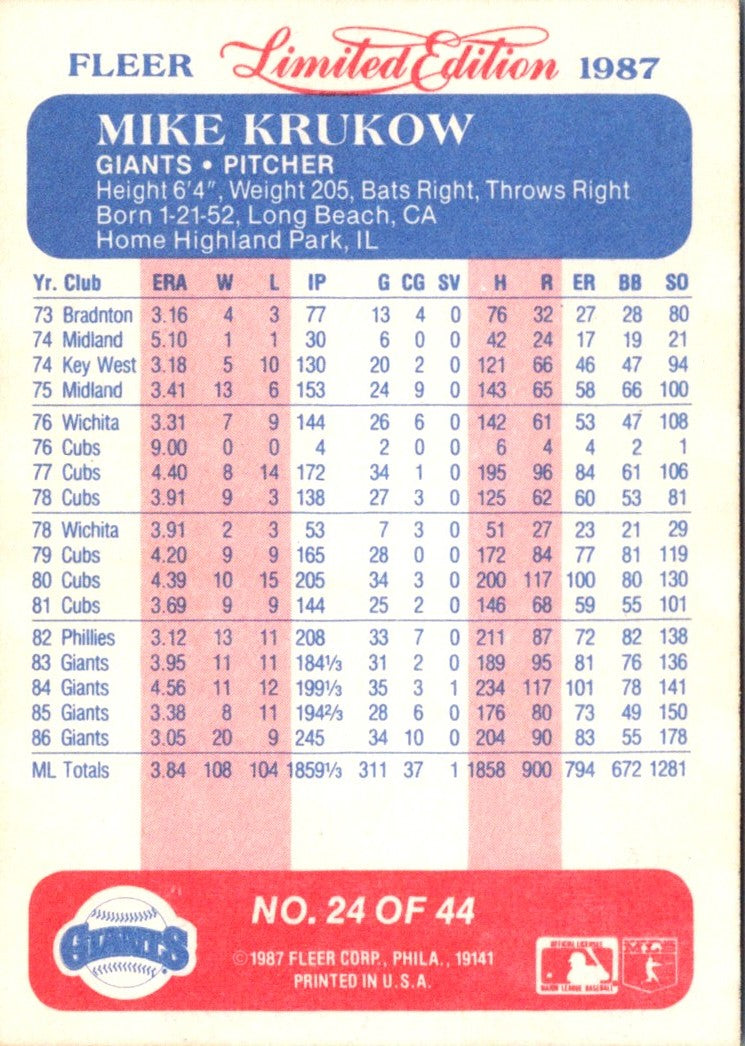 FLEER Limited Edition 1987
MIKE KRUKOW
GIANTS • PITCHER
Height 6'4", Weight 205, Bats Right, Throws Right
Born 1-21-52, Long Beach, CA
Home Highland Park, IL
Yr. Club ERA W L IP G CG SV H R ER BB SO
73 Bradnton 3.16 4 3 77 13 4 0 76 32 27 28 80
74 Midland 5.10 1 1 30 6 0 0 42 24 17 19 21
74 Key West 3.18 5 10 130 20 2 0 121 66 46 47 94
75 Midland 3.41 13 6 153 24 9 0 143 65 58 66 100
76 Wichita 3.31 7 9 144 26 6 0 142 61 53 47 108
76 Cubs 9.00 0 0 4 2 0 0 6 4 4 2 1
77 Cubs 4.40 8 14 172 34 1 0 195 96 84 61 106
78 Cubs 3.91 9 3 138 27 3 0 125 62 60 53 81
78 Wichita 3.91 2 3 53 7 3 0 51 27 23 21 29
79 Cubs 4.20 9 9 165 28 0 0 172 84 77 81 119
80 Cubs 4.39 10 15 205 34 3 0 200 117 100 80 130
81 Cubs 3.69 9 9 144 25 2 0 146 68 59 55 101
82 Phillies 3.12 13 11 208 33 7 0 211 87 72 82 138
83 Giants 3.95 11 11 184⅓ 31 2 0 189 95 81 76 136
84 Giants 4.56 11 12 199⅓ 35 3 1 234 117 101 78 141
85 Giants 3.38 8 11 194⅔ 28 6 0 176 80 73 49 150
86 Giants 3.05 20 9 245 34 10 0 204 90 83 55 178
ML Totals 3.84 108 104 1859⅓ 311 37 1 1858 900 794 672 1281
NO. 24 OF 44
GIANTS
©1987 FLEER CORP., PHILA., 19141
PRINTED IN U.S.A.
OFFICIAL LICENSEE
MAJOR LEAGUE BASEBALL